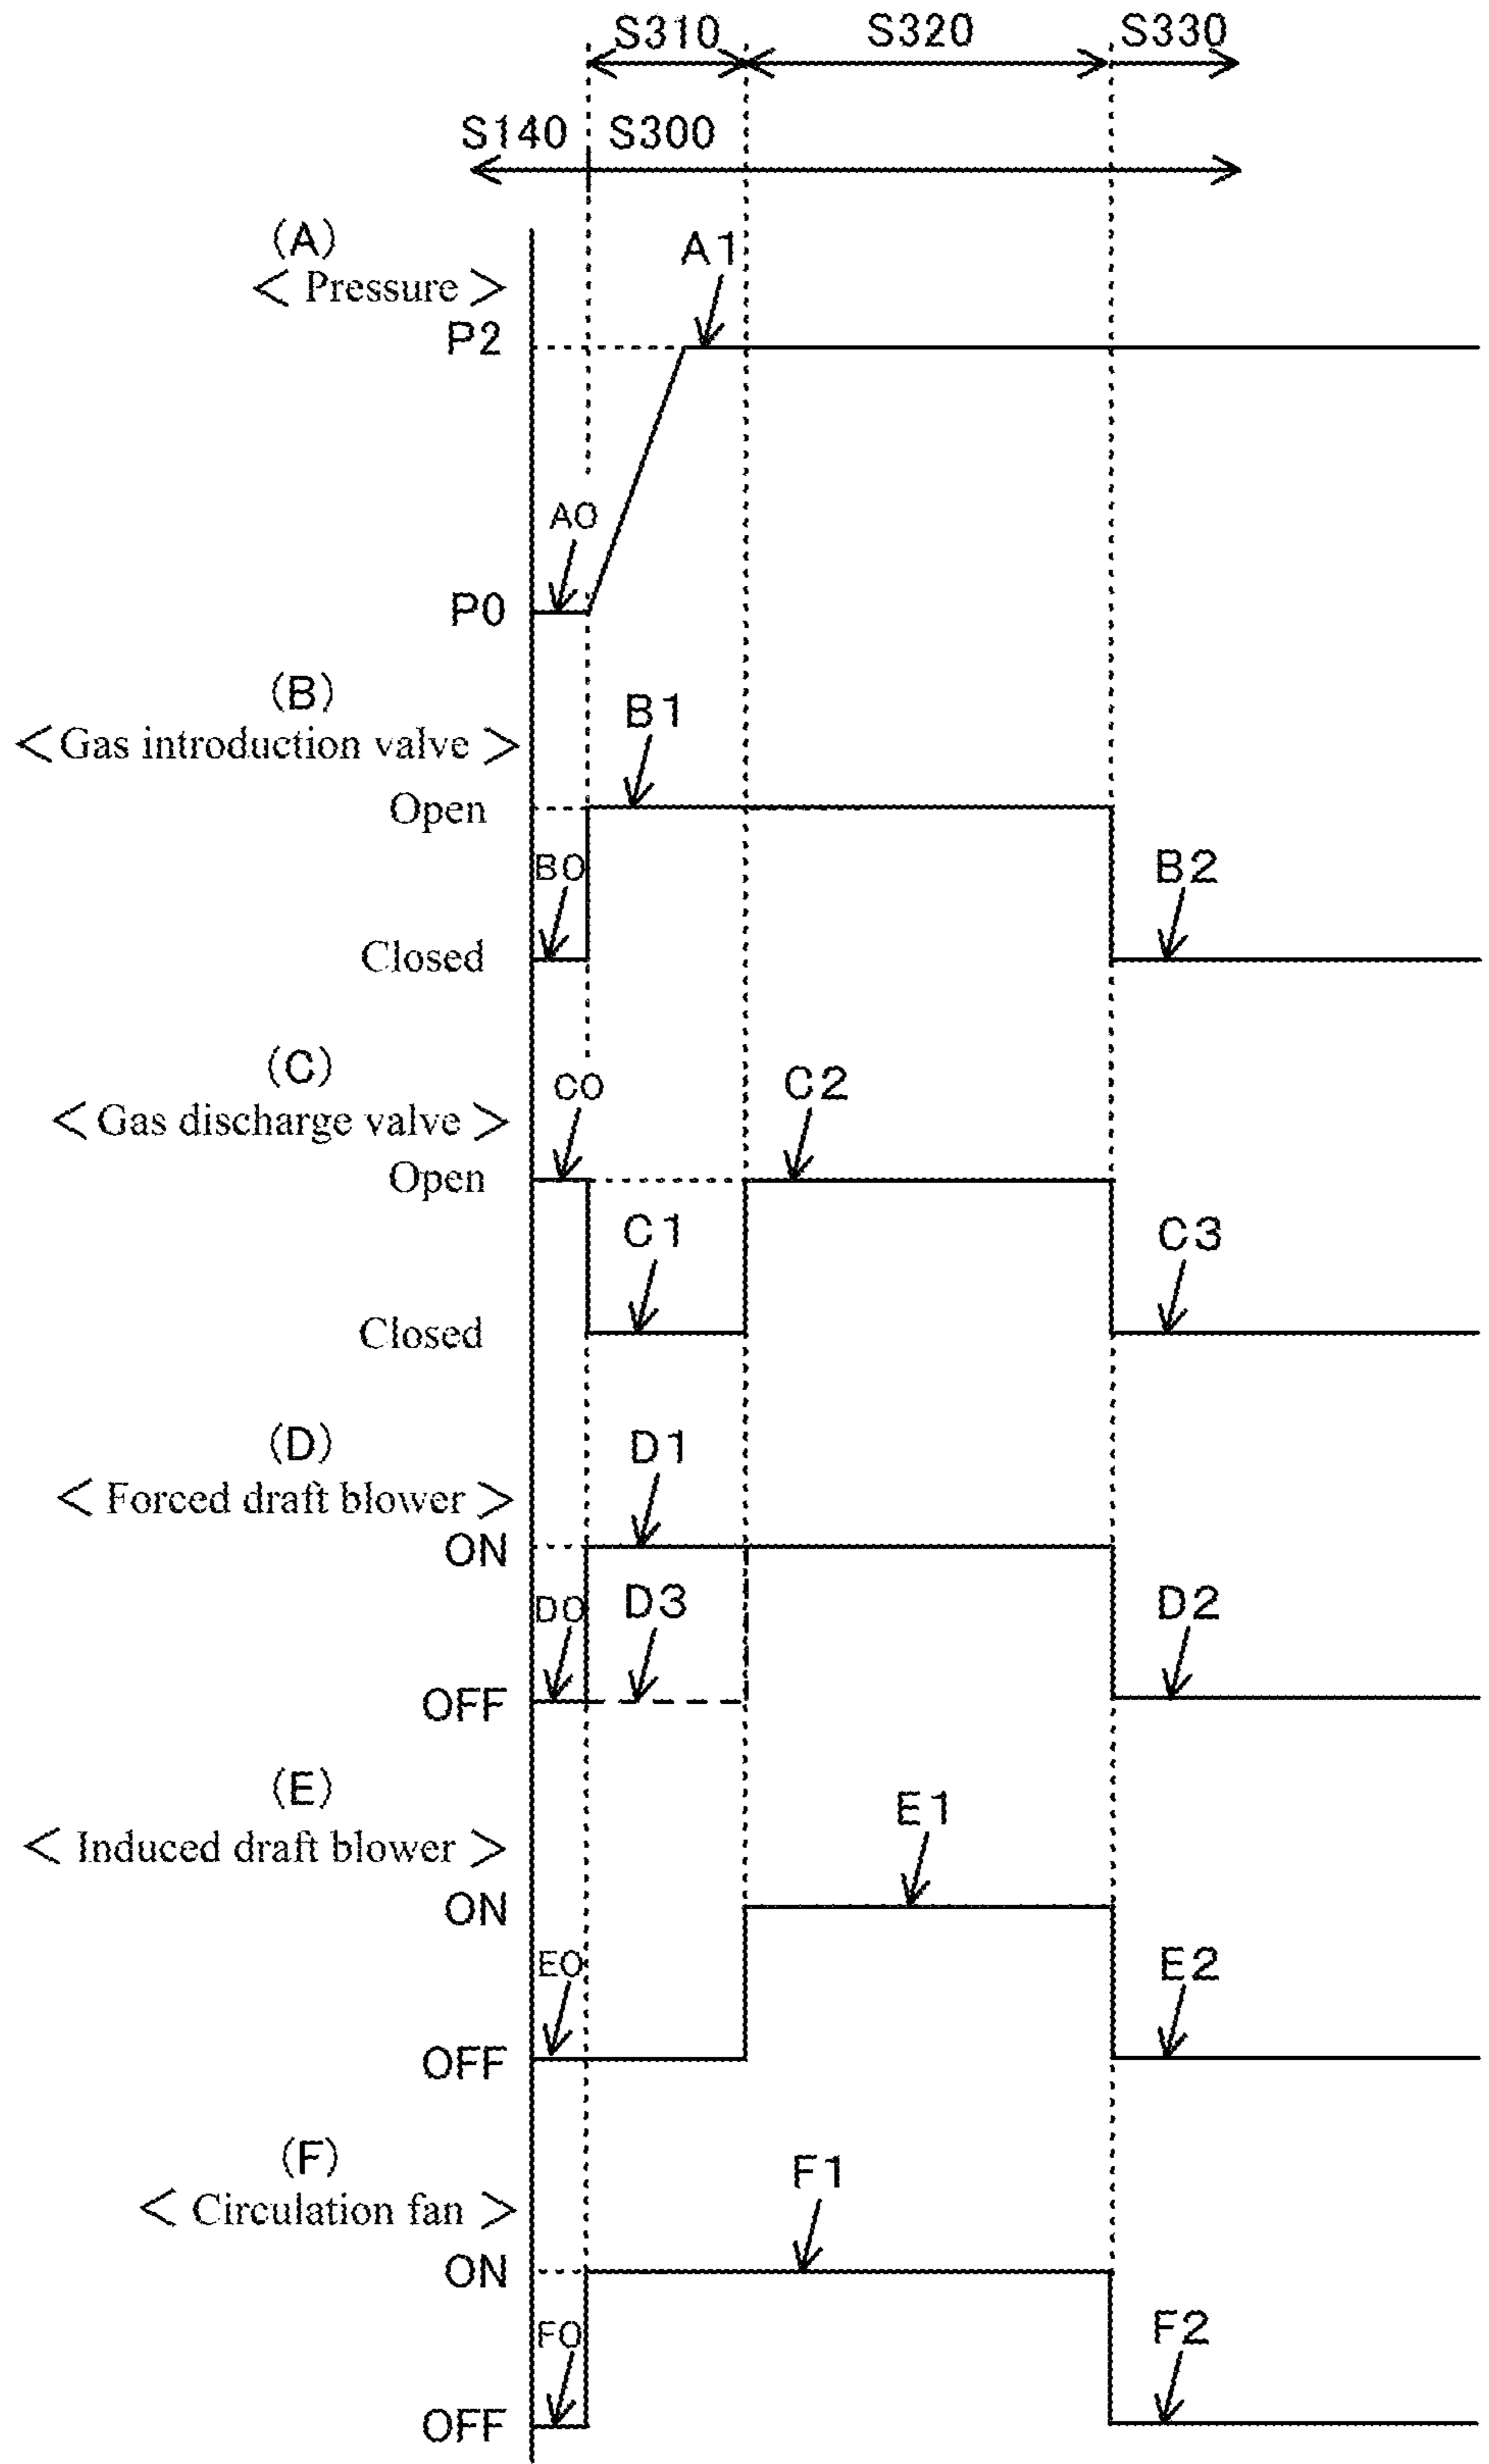 S310 S320 S330
S140 S300
(A)
A1
< Pressure >
P2
A0
P0
(B)
B1
< Gas introduction valve >
Open
B0 B2
Closed
(C)
C0 C2
< Gas discharge valve >
Open
C1 C3
Closed
(D)
D1
< Forced draft blower >
ON
D0 D3 D2
OFF
(E)
E1
< Induced draft blower >
ON
E0 E2
OFF
(F)
F1
< Circulation fan >
ON
F0 F2
OFF